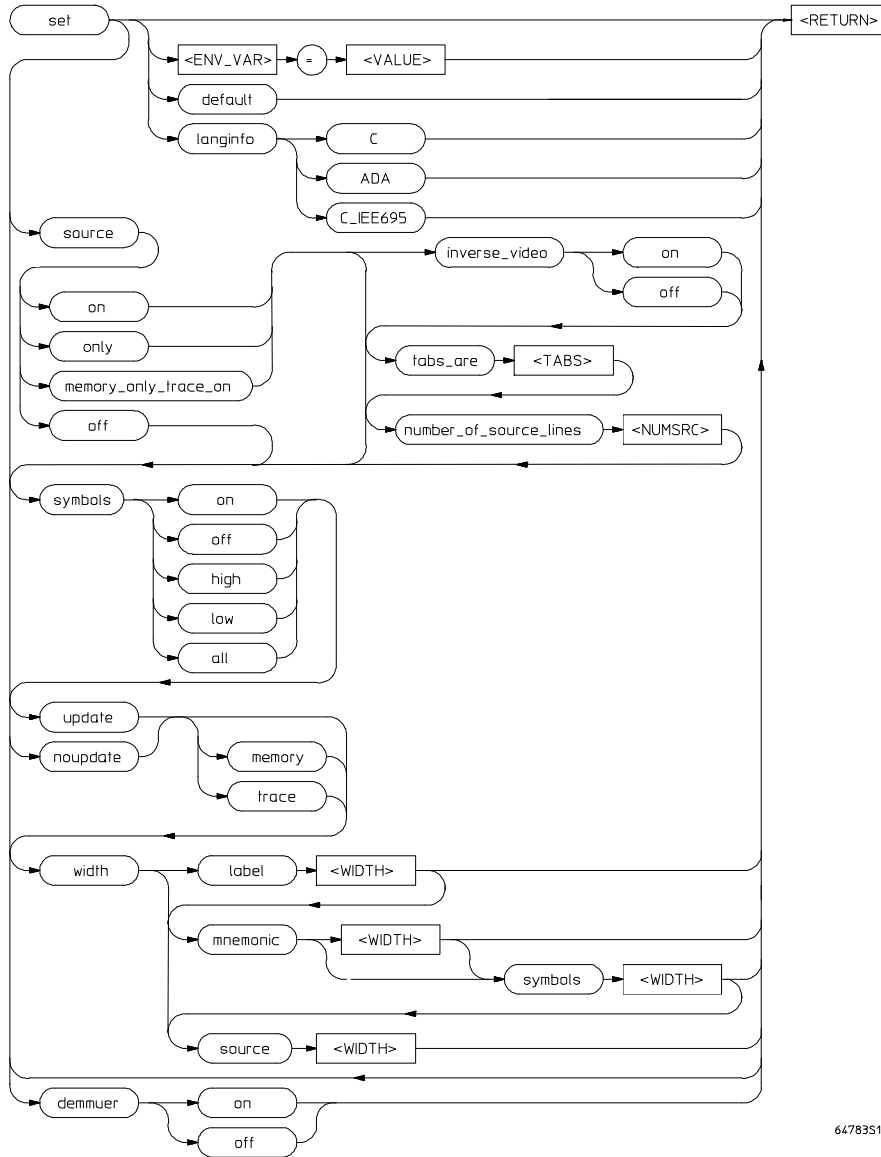 set
<RETURN>
<ENV_VAR> = <VALUE>
default
langinfo C
ADA
C_IEE695
source
inverse_video on
off
on
only
tabs_are <TABS>
memory_only_trace_on
off
number_of_source_lines <NUMSRC>
symbols on
off
high
low
all
update
noupdate memory
trace
width label <WIDTH>
mnemonic <WIDTH>
symbols <WIDTH>
source <WIDTH>
demmuer on
off
64783S1